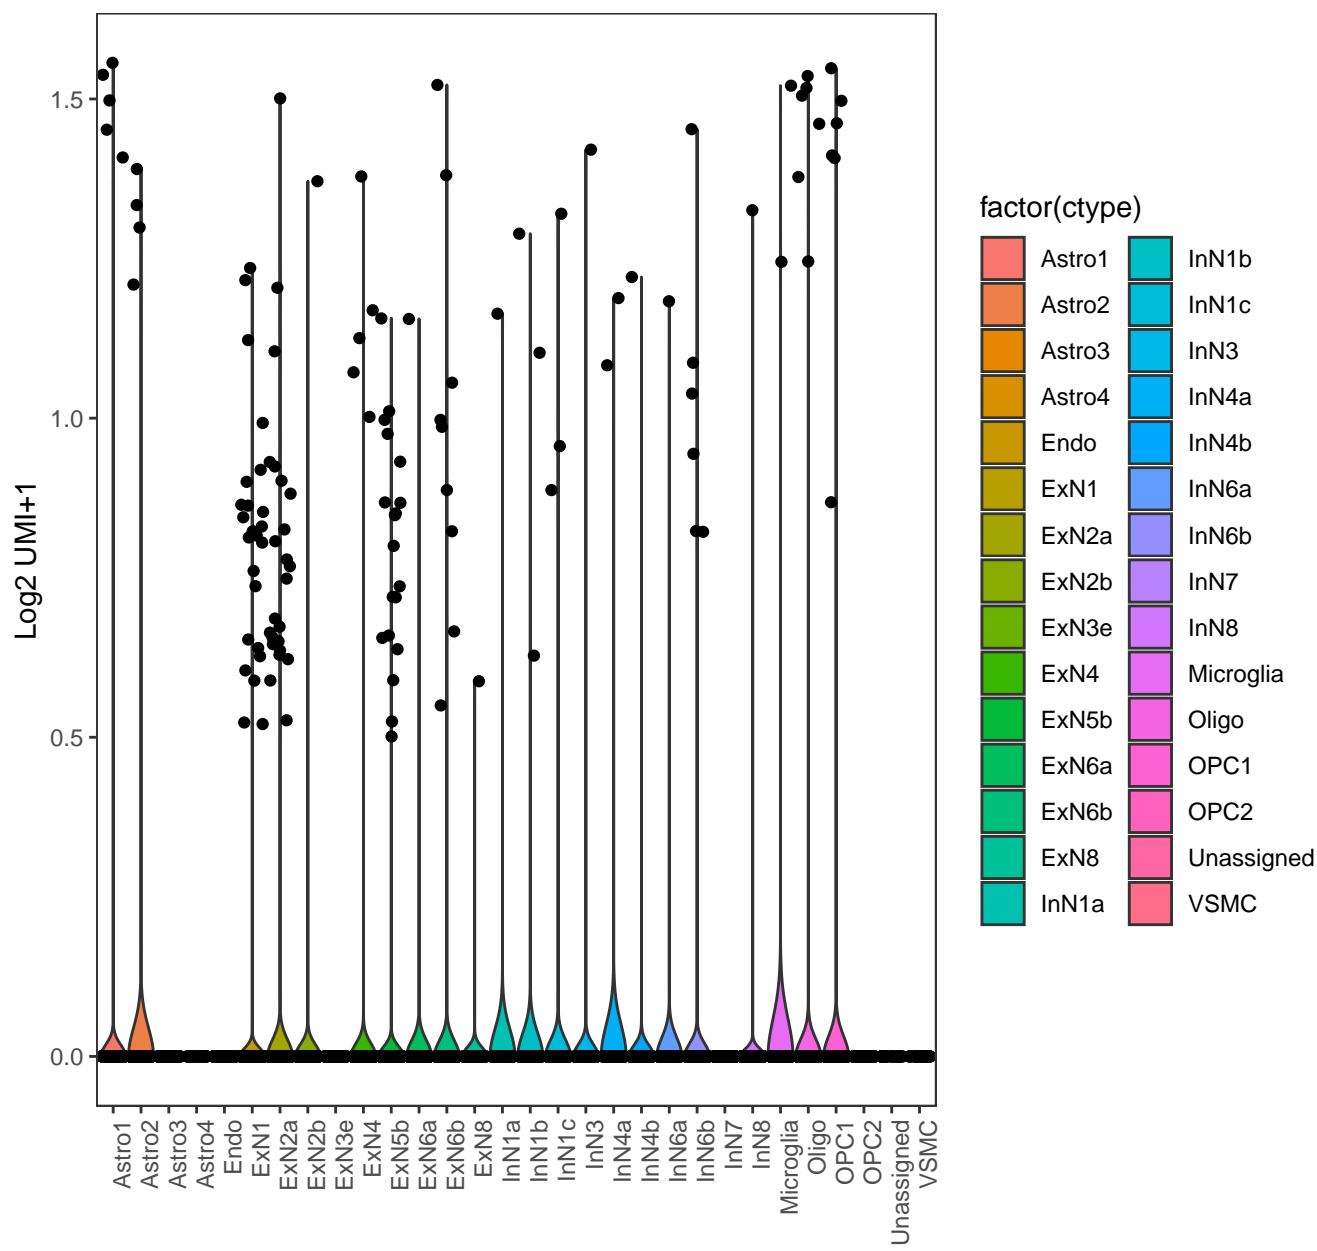 Log2 UMI+1
1.5
1.0
0.5
0.0
Astro1
Astro2
Astro3
Astro4
Endo
ExN1
ExN2a
ExN2b
ExN3e
ExN4
ExN5b
ExN6a
ExN6b
ExN8
InN1a
InN1b
InN1c
InN3
InN4a
InN4b
InN6a
InN6b
InN7
InN8
Microglia
Oligo
OPC1
OPC2
Unassigned
VSMC
factor(ctype)
Astro1
Astro2
Astro3
Astro4
Endo
ExN1
ExN2a
ExN2b
ExN3e
ExN4
ExN5b
ExN6a
ExN6b
ExN8
InN1a
InN1b
InN1c
InN3
InN4a
InN4b
InN6a
InN6b
InN7
InN8
Microglia
Oligo
OPC1
OPC2
Unassigned
VSMC